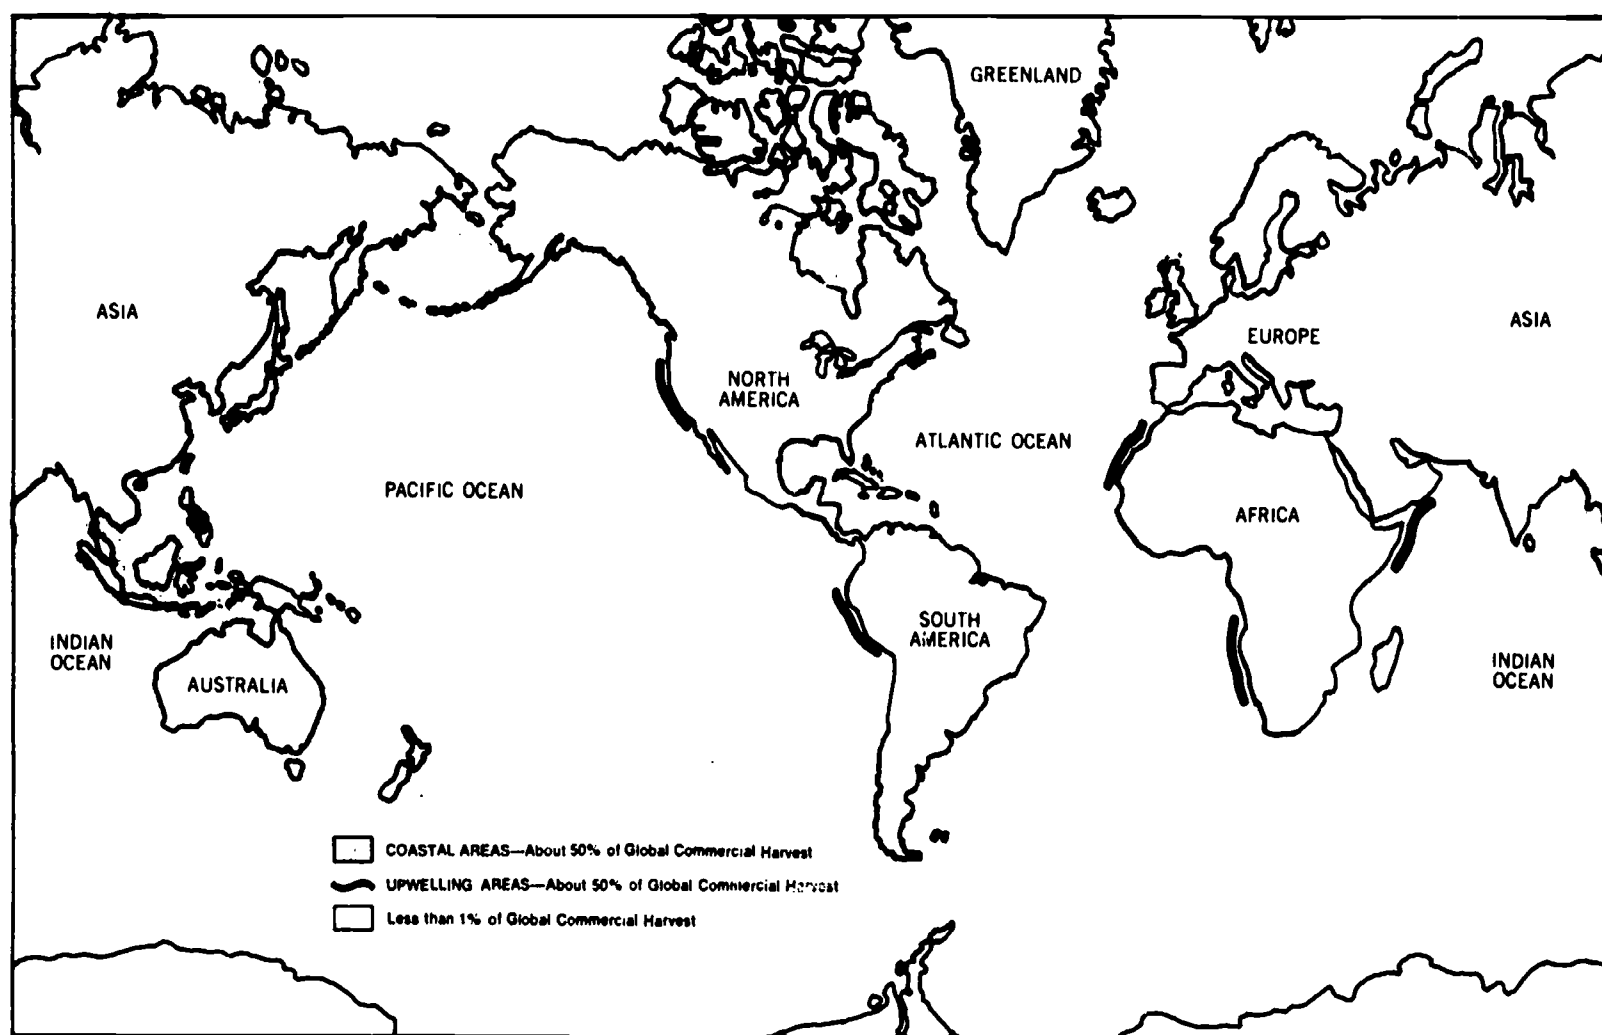 GREENLAND
ASIA
EUROPE
ASIA
NORTH
AMERICA
ATLANTIC OCEAN
PACIFIC OCEAN
AFRICA
SOUTH
AMERICA
INDIAN
OCEAN
AUSTRALIA
INDIAN
OCEAN
COASTAL AREAS—About 50% of Global Commercial Harvest
UPWELLING AREAS—About 50% of Global Commercial Harvest
Less than 1% of Global Commercial Harvest